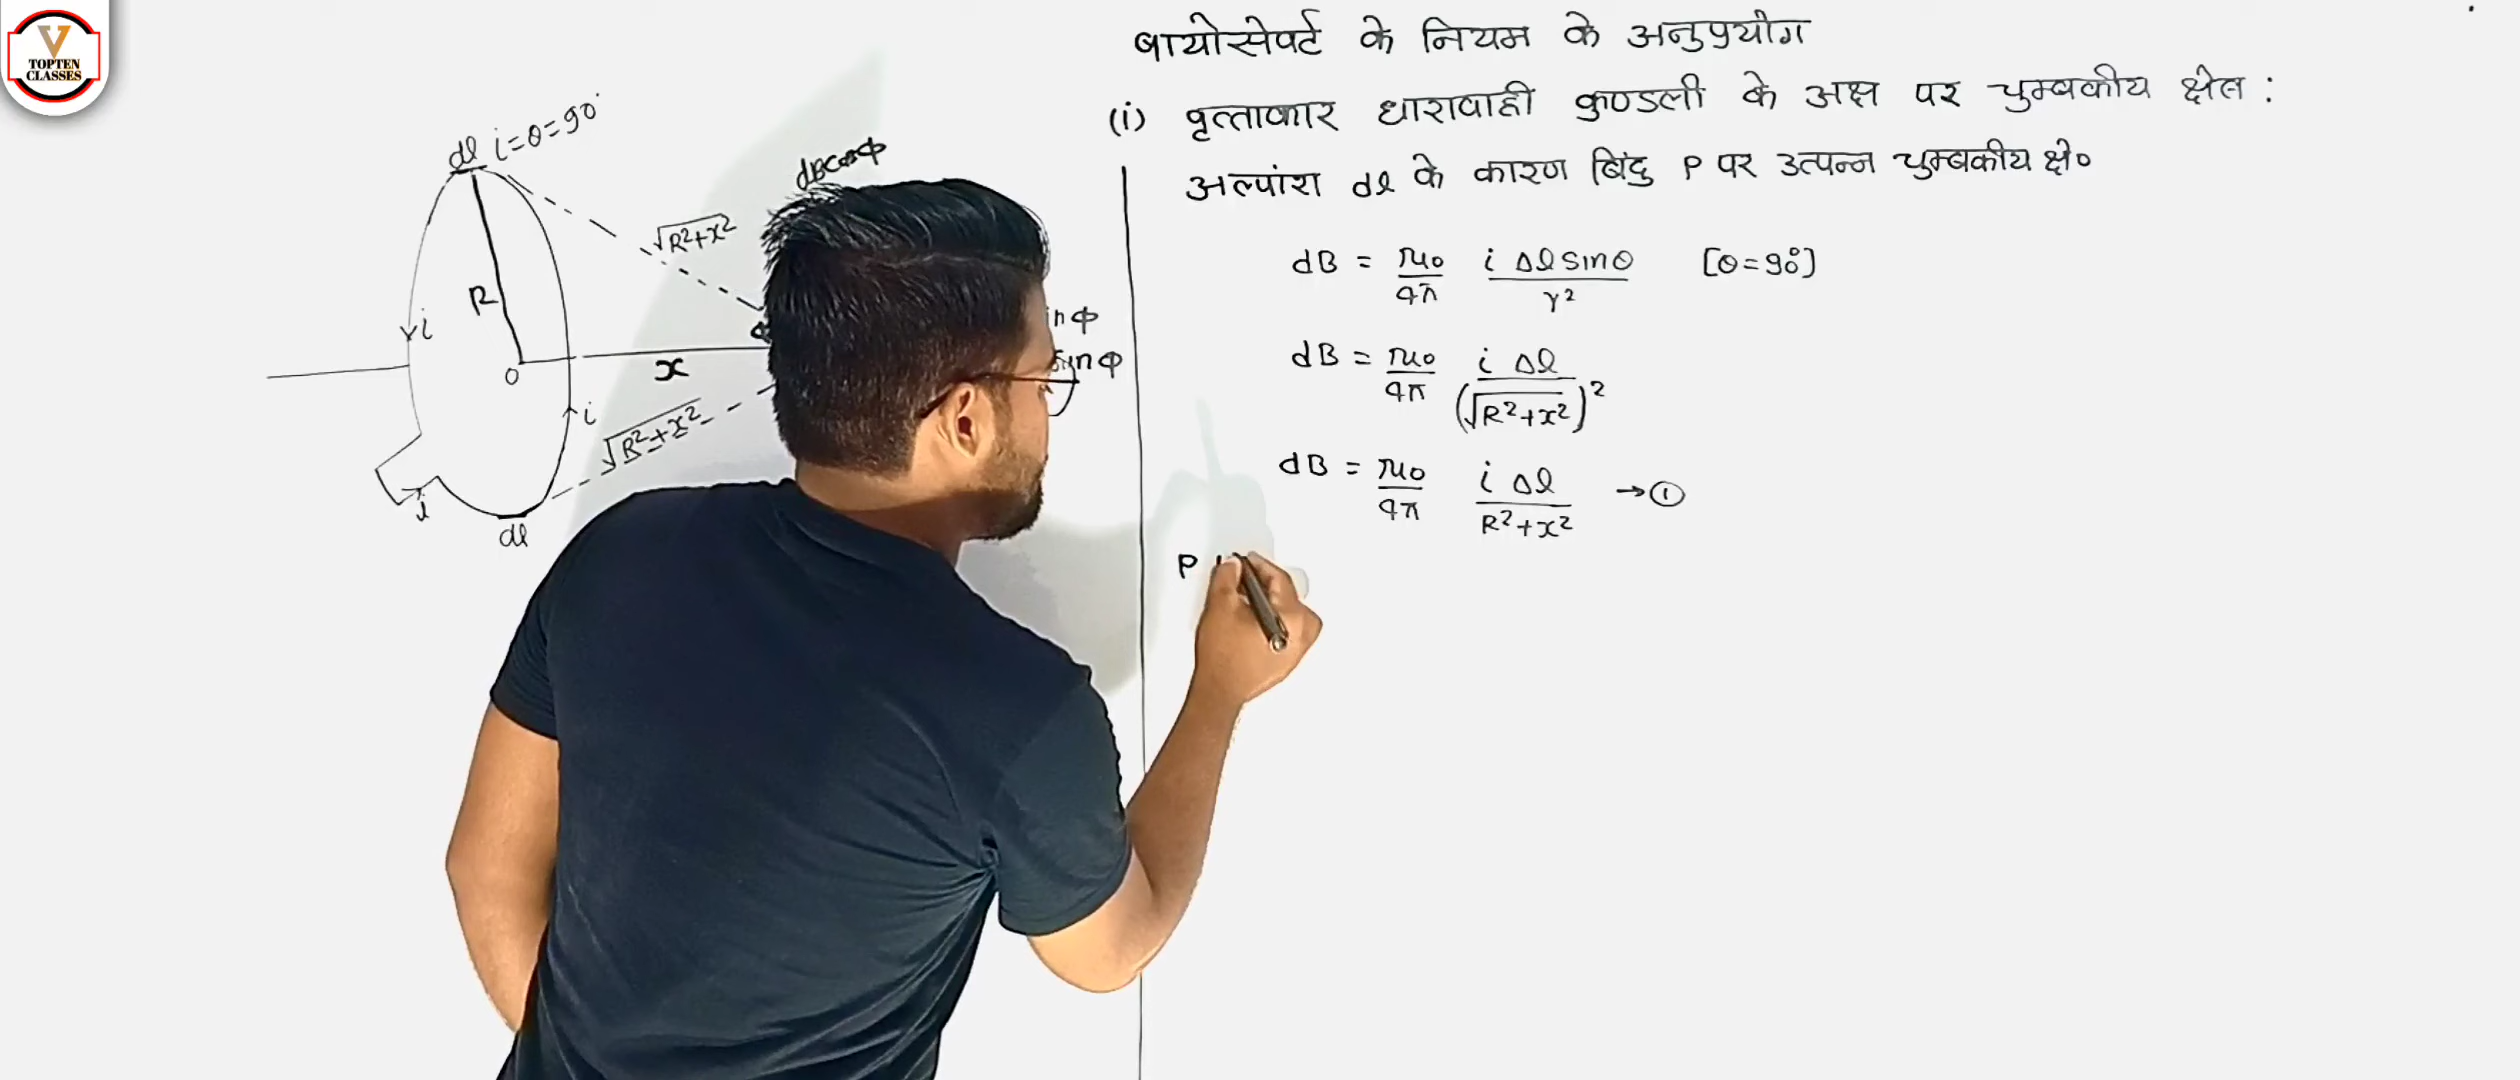 V
TOPTEN
CLASSES
बायोसेवर्ट के नियम के अनुप्रयोग
(i) वृत्ताकार धारावाही कुण्डली के अक्ष पर चुम्बकीय क्षेत्र :
अल्पांश dl के कारण बिंदु P पर उत्पन्न चुम्बकीय क्षे०
dB = μ₀/4π i Δl sinθ/r² [θ=90°]
dB = μ₀/4π i Δl/(√R²+x²)²
dB = μ₀/4π i Δl/R²+x² → ①
P
dl i=θ=90°
dBcosΦ
√R²+x²
R
i
inΦ
sinΦ
O
x
i
√R²+x²
i
dl